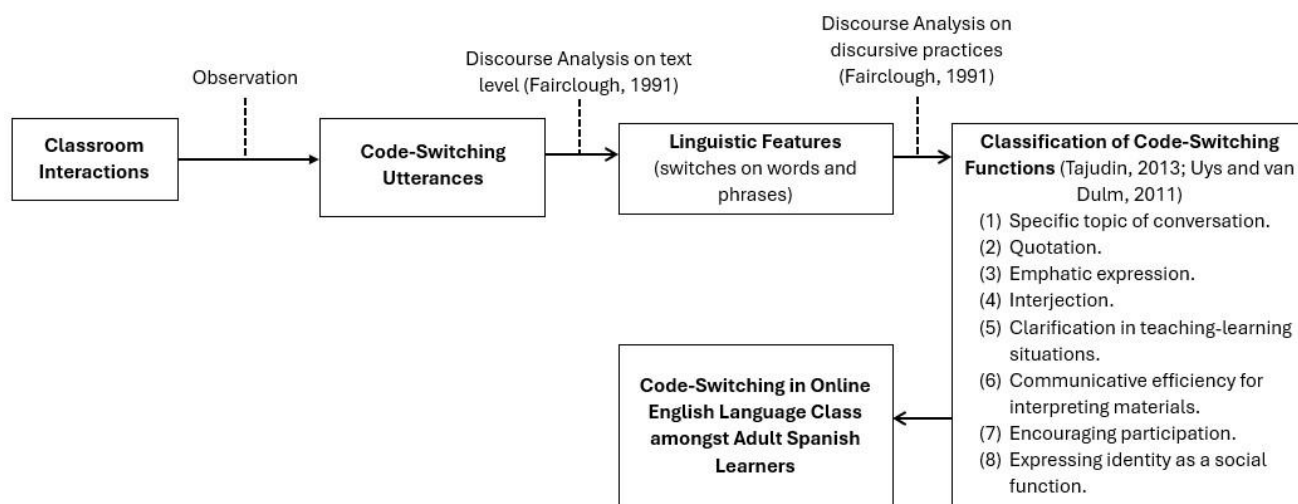 Classroom
Interactions
Observation
Code-Switching
Utterances
Discourse Analysis on text
level (Fairclough, 1991)
Linguistic Features
(switches on words and
phrases)
Discourse Analysis on
discursive practices
(Fairclough, 1991)
Classification of Code-Switching
Functions (Tajudin, 2013; Uys and van
Dulm, 2011)
(1) Specific topic of conversation.
(2) Quotation.
(3) Emphatic expression.
(4) Interjection.
(5) Clarification in teaching-learning
situations.
(6) Communicative efficiency for
interpreting materials.
(7) Encouraging participation.
(8) Expressing identity as a social
function.
Code-Switching in Online
English Language Class
amongst Adult Spanish
Learners